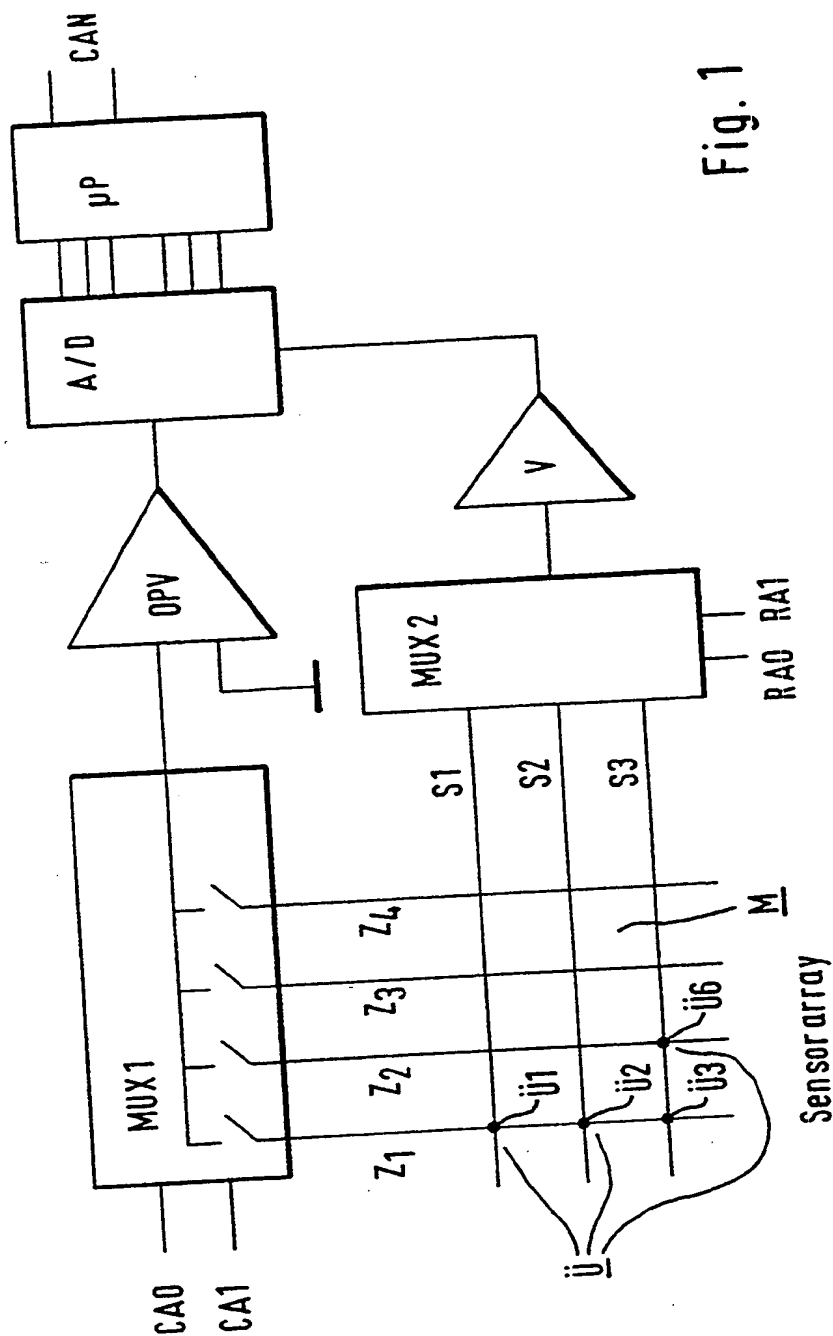 CA0
CA1
MUX1
OPV
A/D
µP
CAN
Z1
Z2
Z3
Z4
S1
S2
S3
MUX2
RA0
RA1
V
Ü
Ü1
Ü2
Ü3
Ü6
M
Sensorarray
Fig. 1